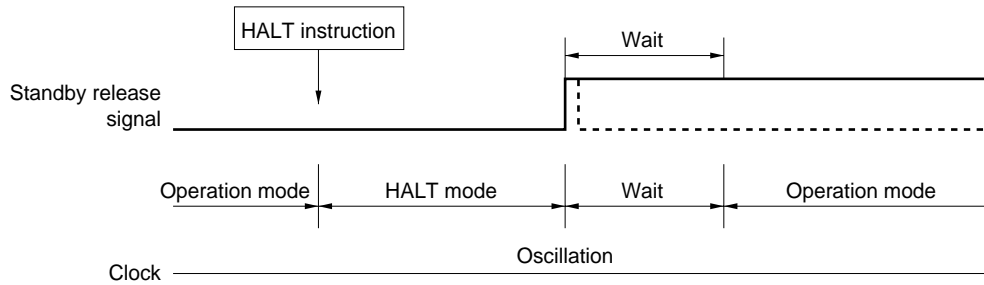 HALT instruction
Wait
Standby release
signal
Operation mode
HALT mode
Wait
Operation mode
Oscillation
Clock